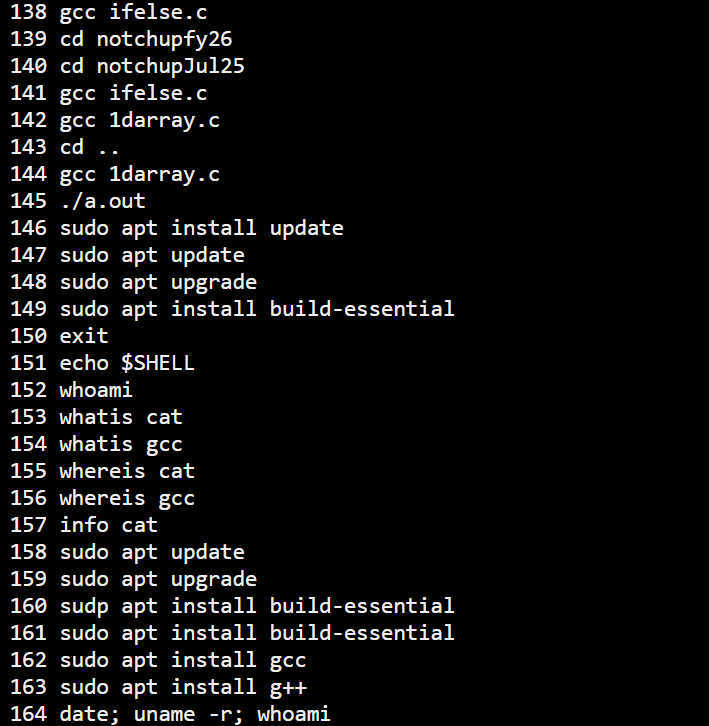 138 gcc ifelse.c
139 cd notchupfy26
140 cd notchupJul25
141 gcc ifelse.c
142 gcc 1darray.c
143 cd ..
144 gcc 1darray.c
145 ./a.out
146 sudo apt install update
147 sudo apt update
148 sudo apt upgrade
149 sudo apt install build-essential
150 exit
151 echo $SHELL
152 whoami
153 whatis cat
154 whatis gcc
155 whereis cat
156 whereis gcc
157 info cat
158 sudo apt update
159 sudo apt upgrade
160 sudp apt install build-essential
161 sudo apt install build-essential
162 sudo apt install gcc
163 sudo apt install g++
164 date; uname -r; whoami